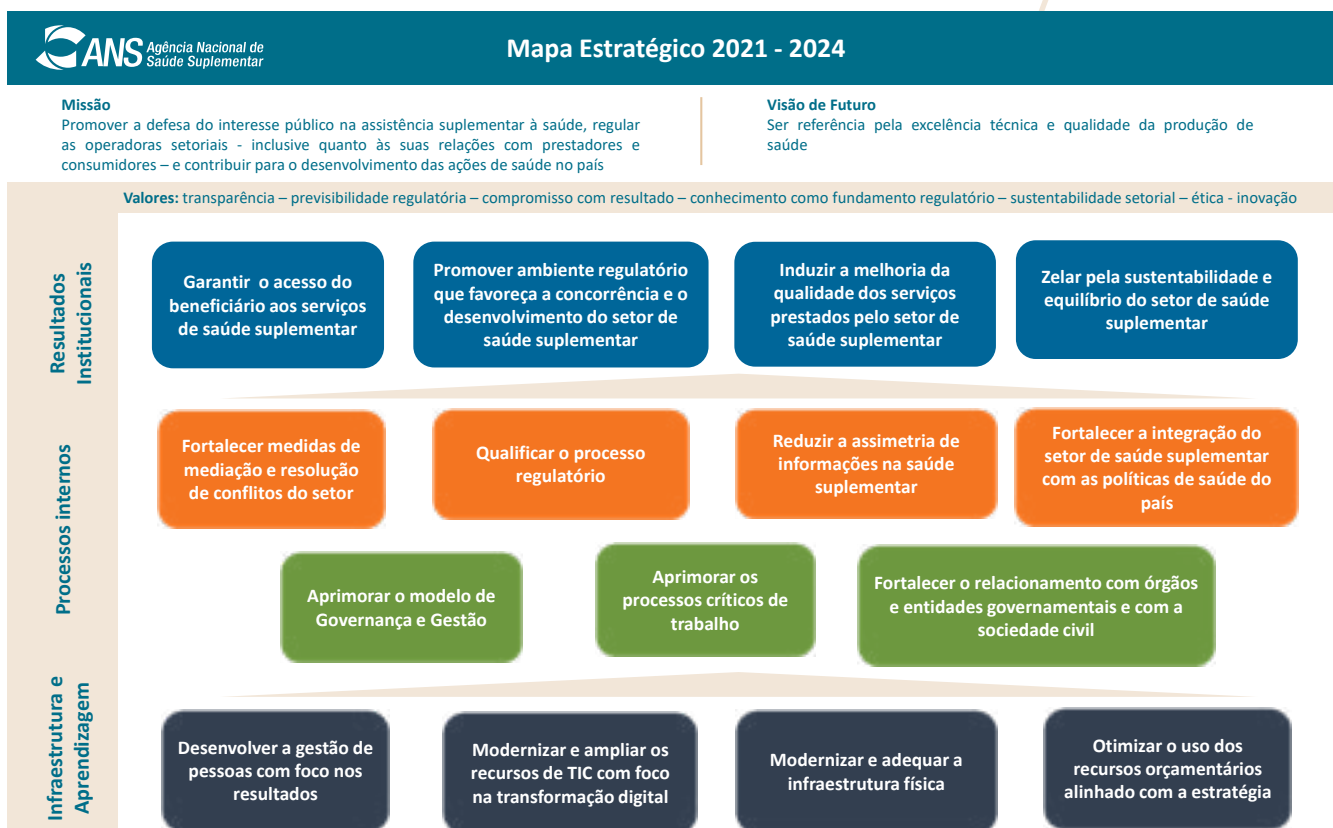 ANS Agência Nacional de
Saúde Suplementar
Mapa Estratégico 2021 - 2024
Missão
Promover a defesa do interesse público na assistência suplementar à saúde, regular
as operadoras setoriais - inclusive quanto às suas relações com prestadores e
consumidores – e contribuir para o desenvolvimento das ações de saúde no país
Visão de Futuro
Ser referência pela excelência técnica e qualidade da produção de
saúde
Valores: transparência – previsibilidade regulatória – compromisso com resultado – conhecimento como fundamento regulatório – sustentabilidade setorial – ética - inovação
Resultados
Institucionais
Garantir o acesso do
beneficiário aos serviços
de saúde suplementar
Promover ambiente regulatório
que favoreça a concorrência e o
desenvolvimento do setor de
saúde suplementar
Induzir a melhoria da
qualidade dos serviços
prestados pelo setor de
saúde suplementar
Zelar pela sustentabilidade e
equilíbrio do setor de saúde
suplementar
Processos internos
Fortalecer medidas de
mediação e resolução
de conflitos do setor
Qualificar o processo
regulatório
Reduzir a assimetria de
informações na saúde
suplementar
Fortalecer a integração do
setor de saúde suplementar
com as políticas de saúde do
país
Aprimorar o modelo de
Governança e Gestão
Aprimorar os
processos críticos de
trabalho
Fortalecer o relacionamento com órgãos
e entidades governamentais e com a
sociedade civil
Infraestrutura e
Aprendizagem
Desenvolver a gestão de
pessoas com foco nos
resultados
Modernizar e ampliar os
recursos de TIC com foco
na transformação digital
Modernizar e adequar a
infraestrutura física
Otimizar o uso dos
recursos orçamentários
alinhado com a estratégia